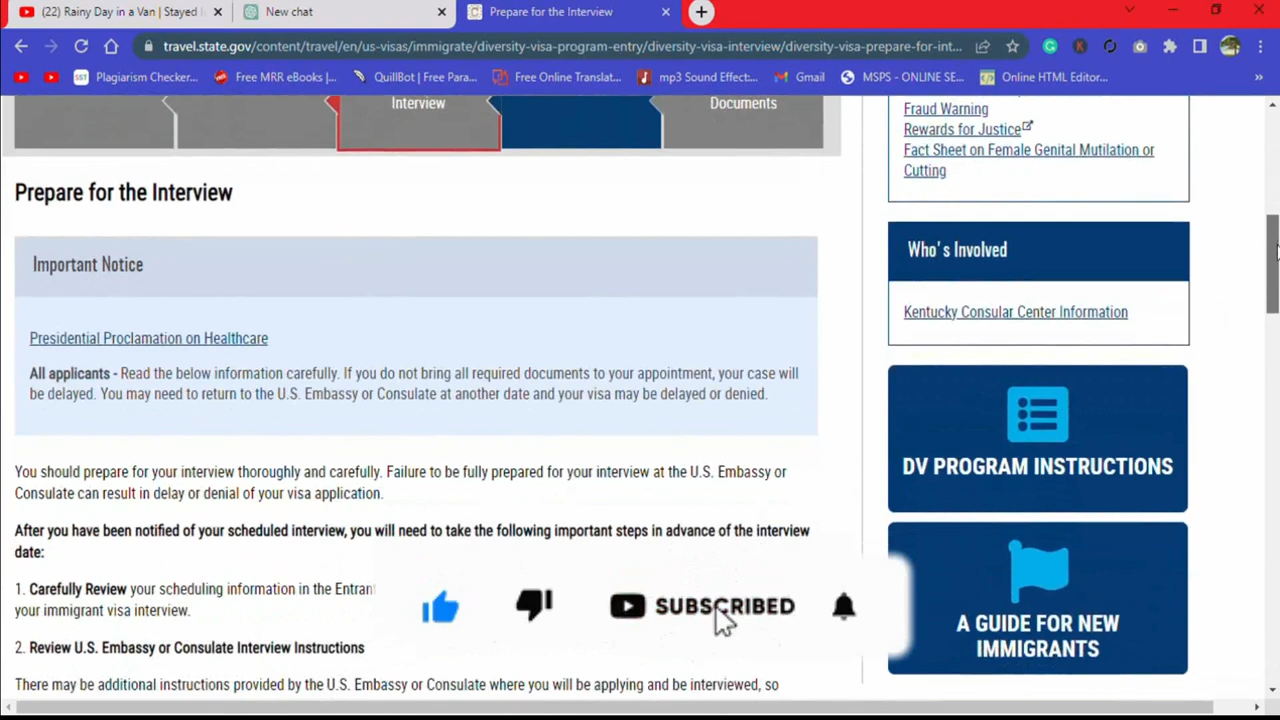 (22) Rainy Day in a Van | Stayed
New chat
Prepare for the Interview
travel.state.gov/content/travel/en/us-visas/immigrate/diversity-visa-program-entry/diversity-visa-interview/diversity-visa-prepare-for-int...
SST Plagiarism Checker...
Free MRR eBooks |...
QuillBot | Free Para...
Free Online Translat...
mp3 Sound Effect...
Gmail
MSPS - ONLINE SE...
Online HTML Editor...
Interview
Documents
Prepare for the Interview
Important Notice
Presidential Proclamation on Healthcare
All applicants - Read the below information carefully. If you do not bring all required documents to your appointment, your case will
be delayed. You may need to return to the U.S. Embassy or Consulate at another date and your visa may be delayed or denied.
You should prepare for your interview thoroughly and carefully. Failure to be fully prepared for your interview at the U.S. Embassy or
Consulate can result in delay or denial of your visa application.
After you have been notified of your scheduled interview, you will need to take the following important steps in advance of the interview
date:
1. Carefully Review your scheduling information in the Entran
your immigrant visa interview.
2. Review U.S. Embassy or Consulate Interview Instructions
There may be additional instructions provided by the U.S. Embassy or Consulate where you will be applying and be interviewed, so
SUBSCRIBED
Fraud Warning
Rewards for Justice
Fact Sheet on Female Genital Mutilation or
Cutting
Who's Involved
Kentucky Consular Center Information
DV PROGRAM INSTRUCTIONS
A GUIDE FOR NEW
IMMIGRANTS